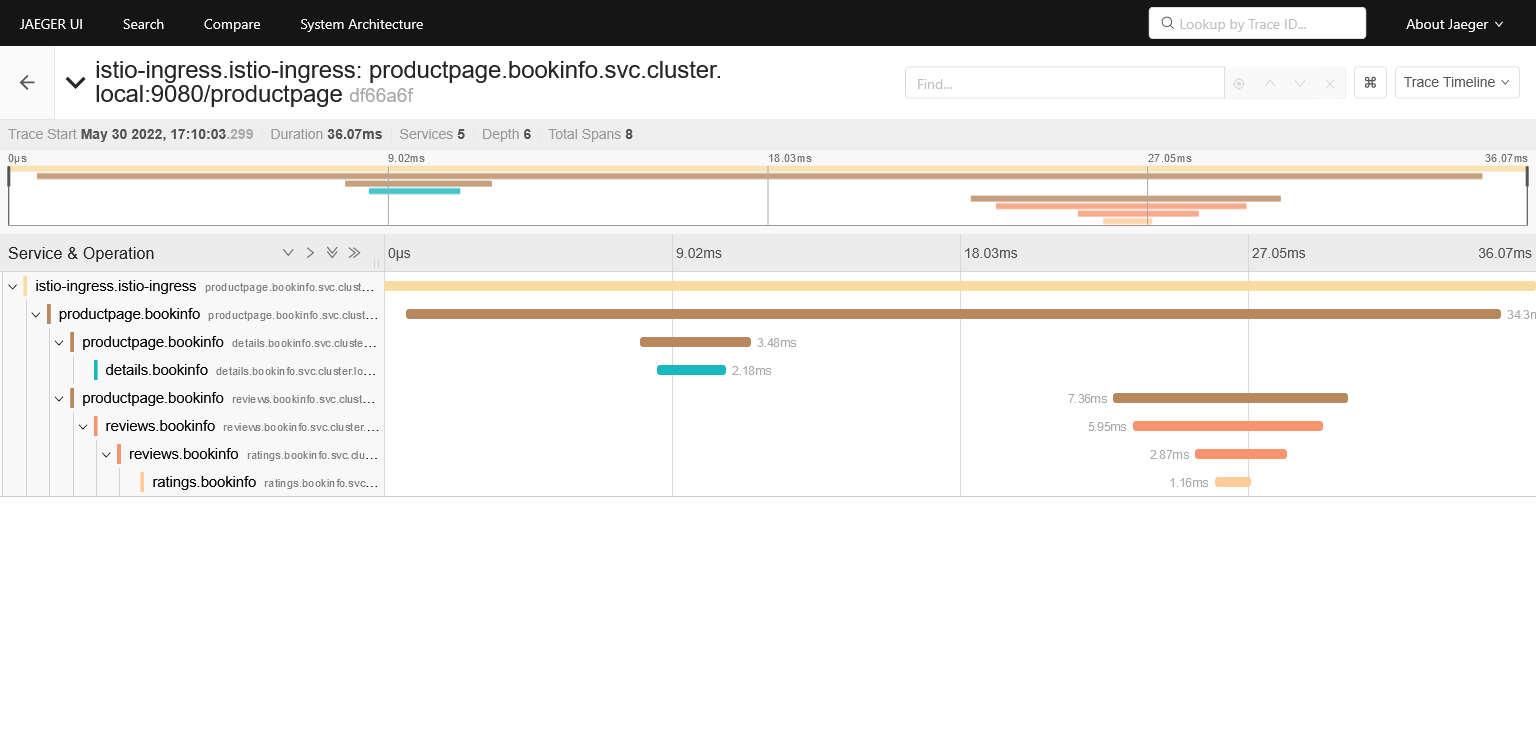 JAEGER UI Search Compare System Architecture Lookup by Trace ID... About Jaeger
istio-ingress.istio-ingress: productpage.bookinfo.svc.cluster.
local:9080/productpage df66a6f
Find...
⌘
Trace Timeline
Trace Start May 30 2022, 17:10:03.299 Duration 36.07ms Services 5 Depth 6 Total Spans 8
0μs 9.02ms 18.03ms 27.05ms 36.07ms
Service & Operation 0μs 9.02ms 18.03ms 27.05ms 36.07ms
istio-ingress.istio-ingress productpage.bookinfo.svc.clust…
productpage.bookinfo productpage.bookinfo.svc.clust… 34.3
productpage.bookinfo details.bookinfo.svc.cluste… 3.48ms
details.bookinfo details.bookinfo.svc.cluster.lo… 2.18ms
productpage.bookinfo reviews.bookinfo.svc.clust… 7.36ms
reviews.bookinfo reviews.bookinfo.svc.cluster.… 5.95ms
reviews.bookinfo ratings.bookinfo.svc.clu… 2.87ms
ratings.bookinfo ratings.bookinfo.svc… 1.16ms